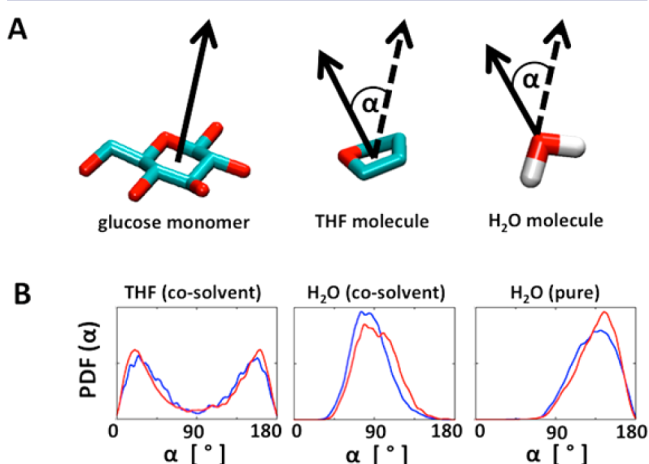 A
α
α
glucose monomer
THF molecule
H₂O molecule
B
THF (co-solvent)
H₂O (co-solvent)
H₂O (pure)
PDF (α)
0 90 180 0 90 180 0 90 180
α [ ° ]
α [ ° ]
α [ ° ]